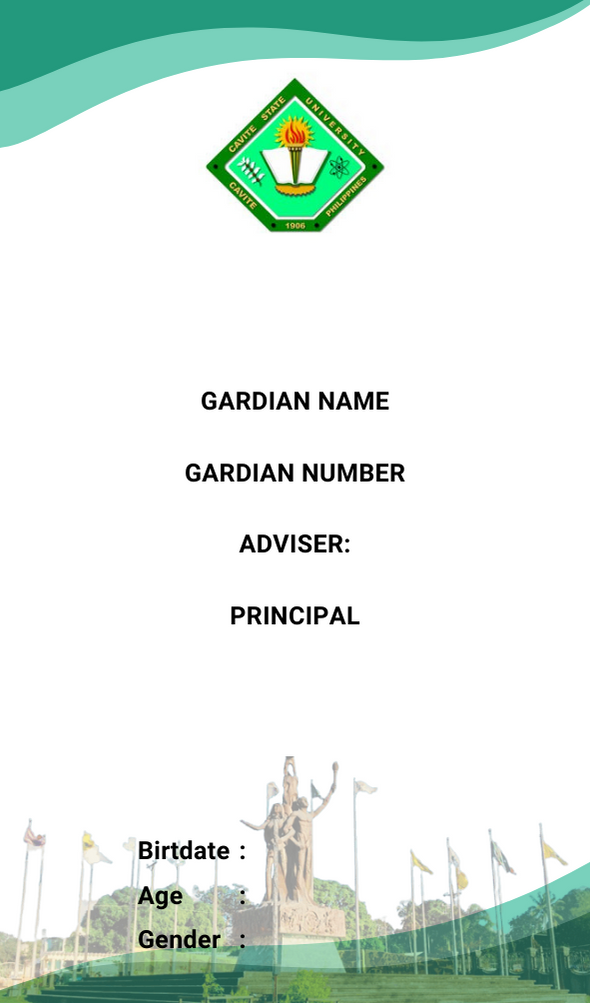 CAVITE STATE UNIVERSITY
CAVITE PHILIPPINES
1906
GARDIAN NAME
GARDIAN NUMBER
ADVISER:
PRINCIPAL
Birtdate :
Age :
Gender :